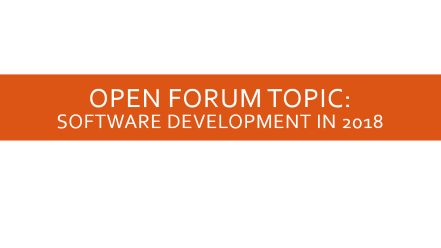 OPEN FORUM TOPIC:
SOFTWARE DEVELOPMENT IN 2018